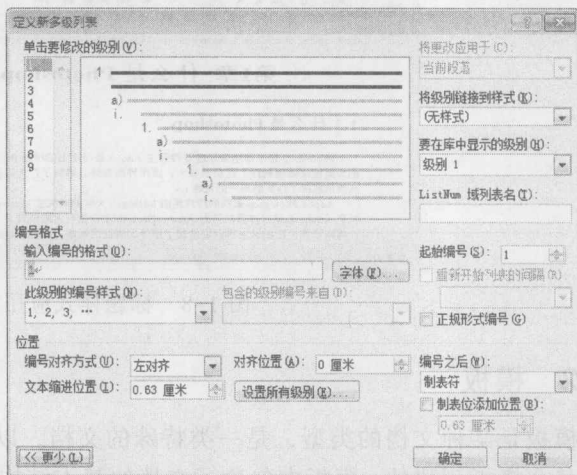 定义新多级列表
单击要修改的级别(V):
1
2
3
4
5
6
7
8
9
1
a)
i.
1.
a)
i.
1.
a)
i.
将更改应用于(C):
当前段落
将级别链接到样式(K):
(无样式)
要在库中显示的级别(H):
级别 1
ListNum 域列表名(T):
编号格式
输入编号的格式(O):
字体(F)...
此级别的编号样式(N):
1, 2, 3, …
包含的级别编号来自(D):
起始编号(S): 1
重新开始列表的间隔(R)
正规形式编号(G)
位置
编号对齐方式(U): 左对齐
对齐位置(A): 0 厘米
文本缩进位置(I): 0.63 厘米
设置所有级别(E)...
编号之后(W):
制表符
制表位添加位置(B):
0.63 厘米
<< 更少(L)
确定
取消